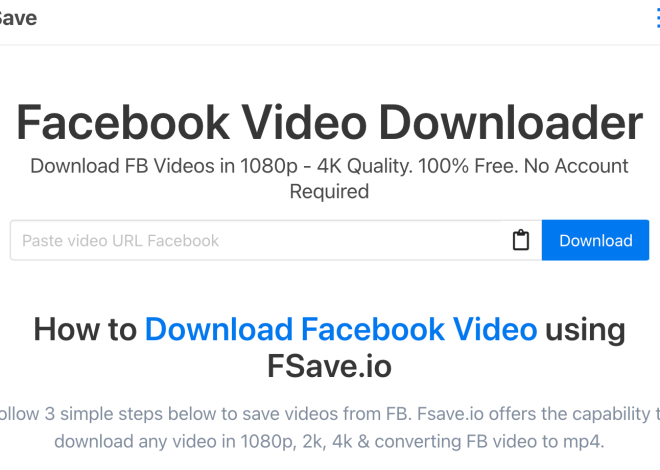 Save
Facebook Video Downloader
Download FB Videos in 1080p - 4K Quality. 100% Free. No Account
Required
Paste video URL Facebook
Download
How to Download Facebook Video using
FSave.io
ollow 3 simple steps below to save videos from FB. Fsave.io offers the capability t
download any video in 1080p, 2k, 4k & converting FB video to mp4.